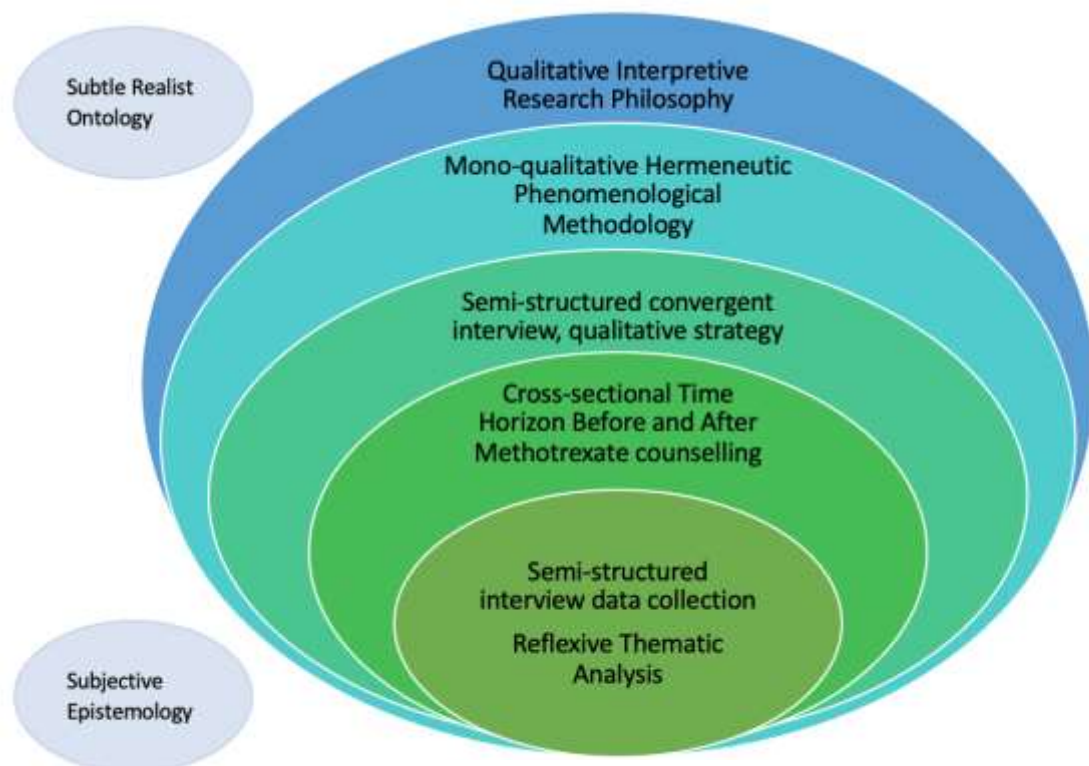 Subtle Realist
Ontology
Qualitative Interpretive
Research Philosophy
Mono-qualitative Hermeneutic
Phenomenological
Methodology
Semi-structured convergent
interview, qualitative strategy
Cross-sectional Time
Horizon Before and After
Methotrexate counselling
Semi-structured
interview data collection
Reflexive Thematic
Analysis
Subjective
Epistemology